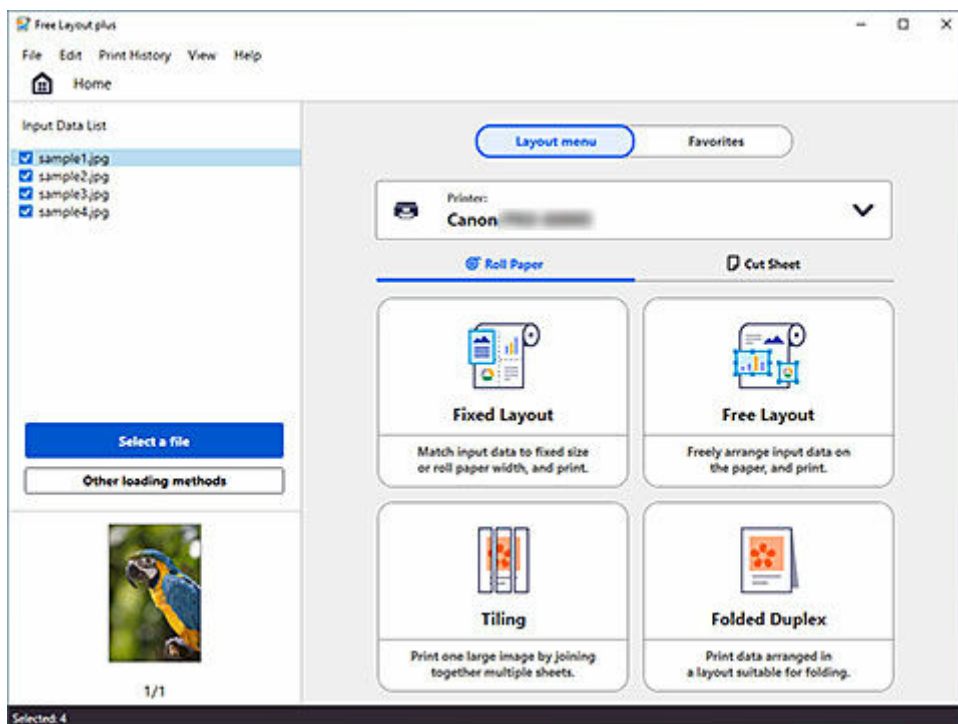 Free Layout plus
File Edit Print History View Help
Home
Input Data List
sample1.jpg
sample2.jpg
sample3.jpg
sample4.jpg
Select a file
Other loading methods
1/1
Selected: 4
Layout menu Favorites
Printer:
Canon
Roll Paper Cut Sheet
Fixed Layout
Match input data to fixed size
or roll paper width, and print.
Free Layout
Freely arrange input data on
the paper, and print.
Tiling
Print one large image by joining
together multiple sheets.
Folded Duplex
Print data arranged in
a layout suitable for folding.